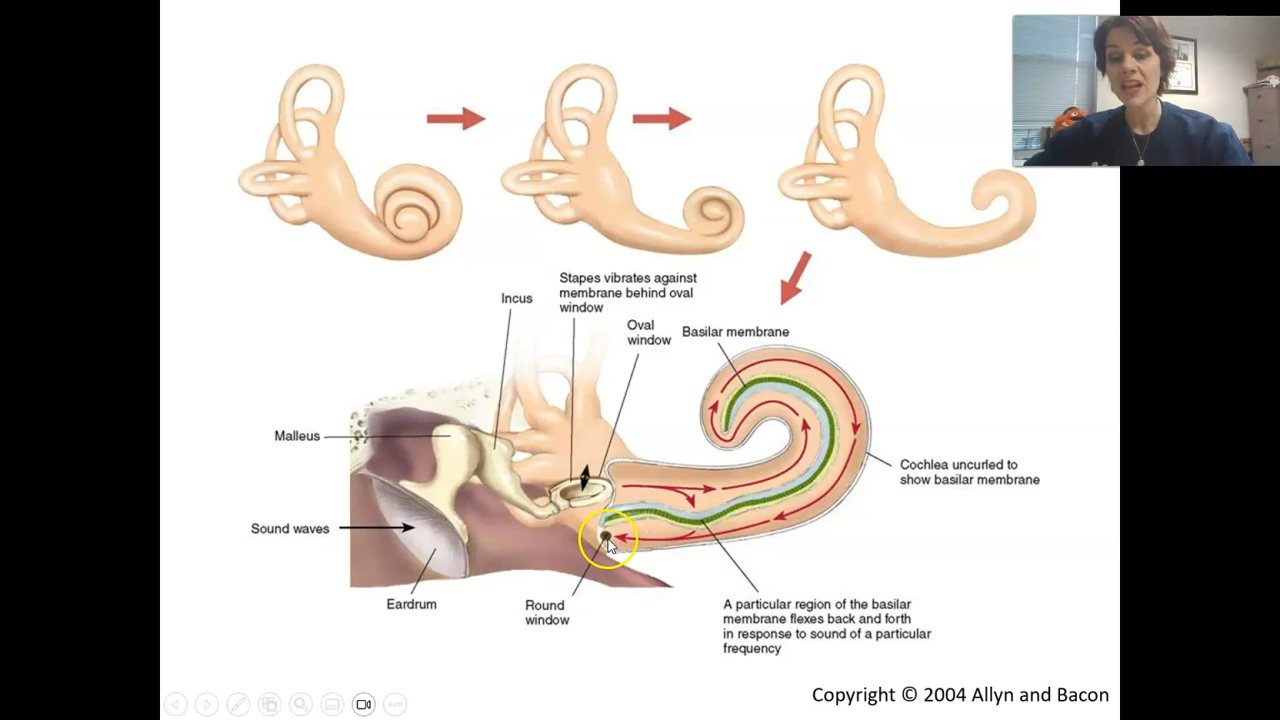 Stapes vibrates against
membrane behind oval
window
Incus
Oval
window
Basilar membrane
Malleus
Cochlea uncurled to
show basilar membrane
Sound waves
Eardrum
Round
window
A particular region of the basilar
membrane flexes back and forth
in response to sound of a particular
frequency
Copyright © 2004 Allyn and Bacon